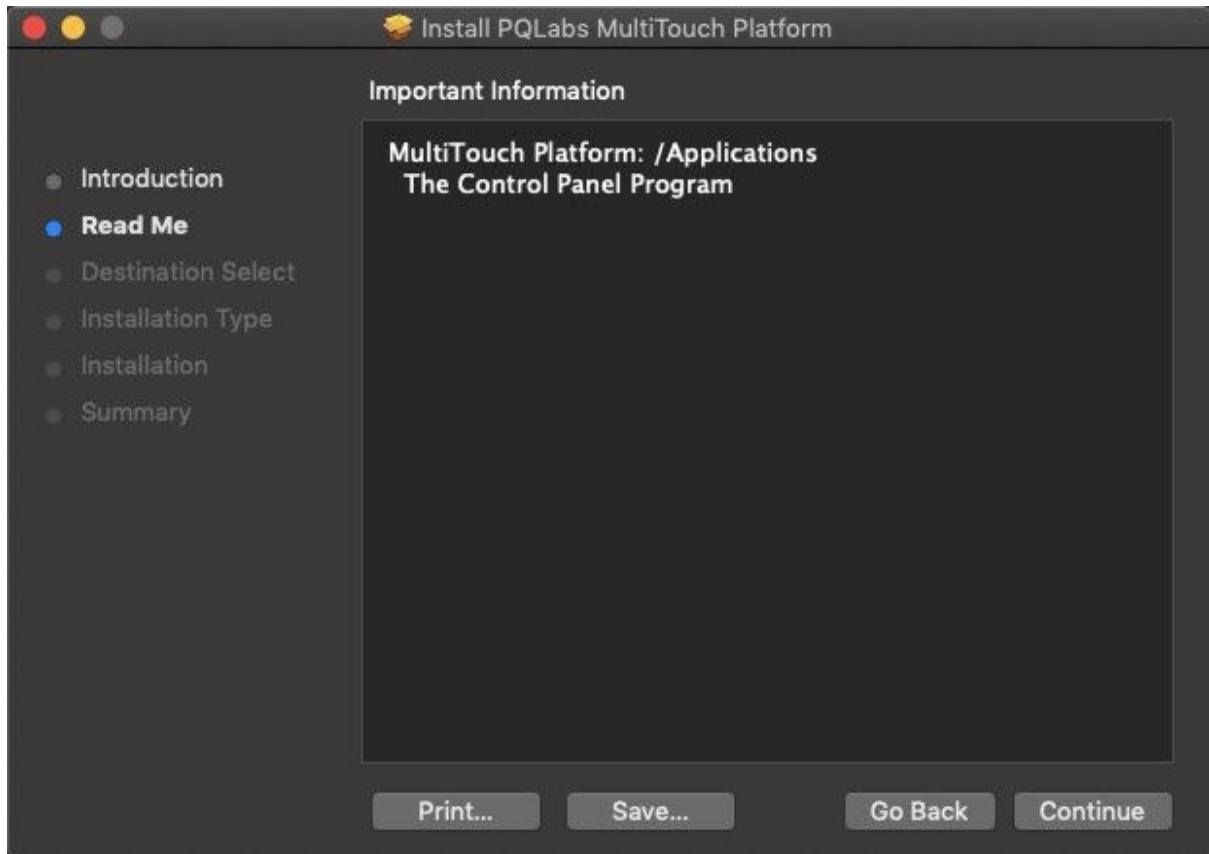 Install PQLabs MultiTouch Platform
Important Information
MultiTouch Platform: /Applications
The Control Panel Program
Introduction
Read Me
Destination Select
Installation Type
Installation
Summary
Print...
Save...
Go Back
Continue